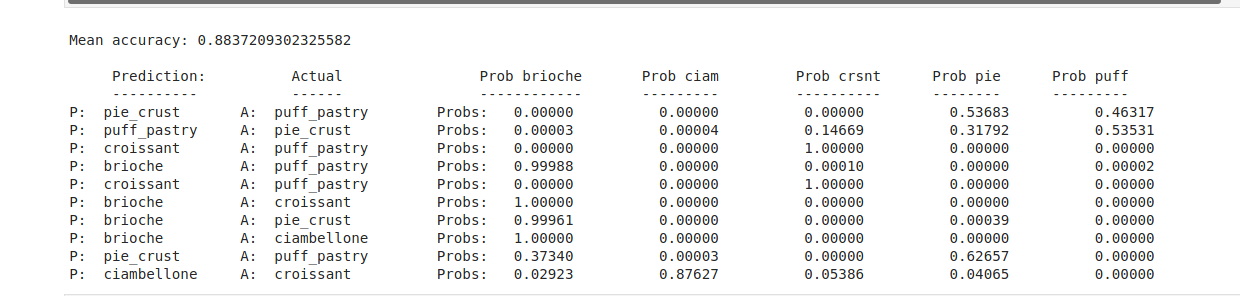 Mean accuracy: 0.8837209302325582
Prediction: Actual Prob brioche Prob ciam Prob crsnt Prob pie Prob puff
---------- ------ ------------ --------- ---------- -------- ---------
P: pie_crust A: puff_pastry Probs: 0.00000 0.00000 0.00000 0.53683 0.46317
P: puff_pastry A: pie_crust Probs: 0.00003 0.00004 0.14669 0.31792 0.53531
P: croissant A: puff_pastry Probs: 0.00000 0.00000 1.00000 0.00000 0.00000
P: brioche A: puff_pastry Probs: 0.99988 0.00000 0.00010 0.00000 0.00002
P: croissant A: puff_pastry Probs: 0.00000 0.00000 1.00000 0.00000 0.00000
P: brioche A: croissant Probs: 1.00000 0.00000 0.00000 0.00000 0.00000
P: brioche A: pie_crust Probs: 0.99961 0.00000 0.00000 0.00039 0.00000
P: brioche A: ciambellone Probs: 1.00000 0.00000 0.00000 0.00000 0.00000
P: pie_crust A: puff_pastry Probs: 0.37340 0.00003 0.00000 0.62657 0.00000
P: ciambellone A: croissant Probs: 0.02923 0.87627 0.05386 0.04065 0.00000